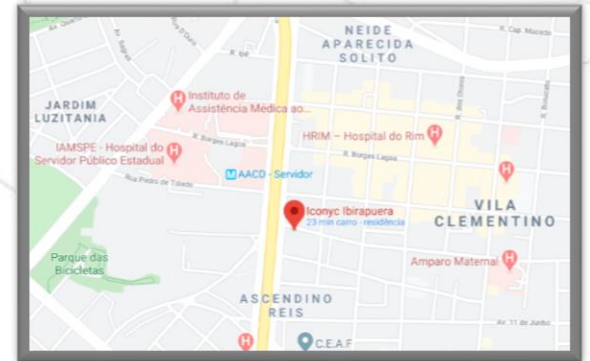 NEIDE
APARECIDA
SOLITO
R. Cap. Macedo
R. Ipê
Instituto de
Assistência Médica ao...
JARDIM
LUZITANIA
HRIM – Hospital do Rim
R. Borges Lagoa
R. Borges Lagoa
IAMSPE - Hospital do
Servidor Público Estadual
AACD - Servidor
Rua Pedro de Toledo
Iconyc Ibirapuera
23 min carro - residência
VILA
CLEMENTINO
Parque das
Bicicletas
Amparo Maternal
ASCENDINO
REIS
Av. 11 de Junho
C.E.A.F